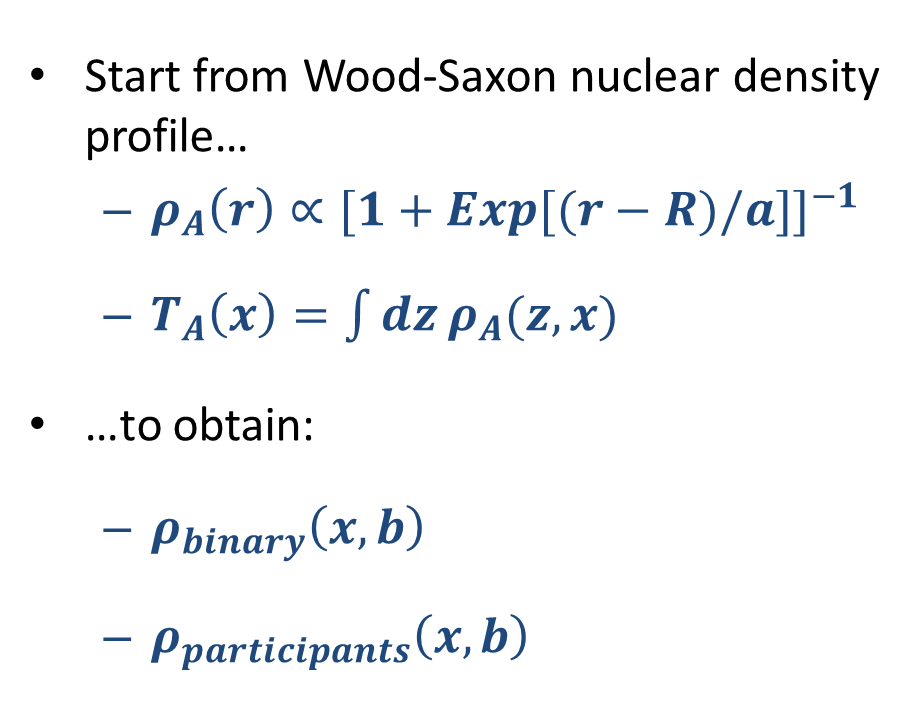 • Start from Wood-Saxon nuclear density
profile…
– ρ_A(r) ∝ [1 + Exp[(r − R)/a]]^−1
– T_A(x) = ∫ dz ρ_A(z, x)
• …to obtain:
– ρ_binary(x, b)
– ρ_participants(x, b)